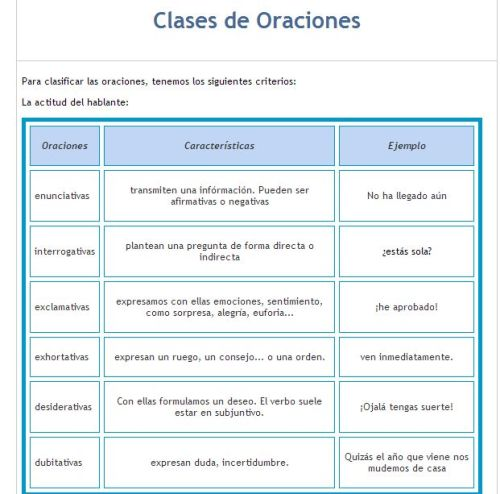 Clases de Oraciones
Para clasificar las oraciones, tenemos los siguientes criterios:
La actitud del hablante:
Oraciones Características Ejemplo
enunciativas
transmiten una infórmación. Pueden ser
afirmativas o negativas
No ha llegado aún
interrogativas
plantean una pregunta de forma directa o
indirecta
¿estás sola?
exclamativas
expresamos con ellas emociones, sentimiento,
como sorpresa, alegría, euforia...
¡he aprobado!
exhortativas
expresan un ruego, un consejo... o una orden.
ven inmediatamente.
desiderativas
Con ellas formulamos un deseo. El verbo suele
estar en subjuntivo.
¡Ojalá tengas suerte!
dubitativas
expresan duda, incertidumbre.
Quizás el año que viene nos
mudemos de casa